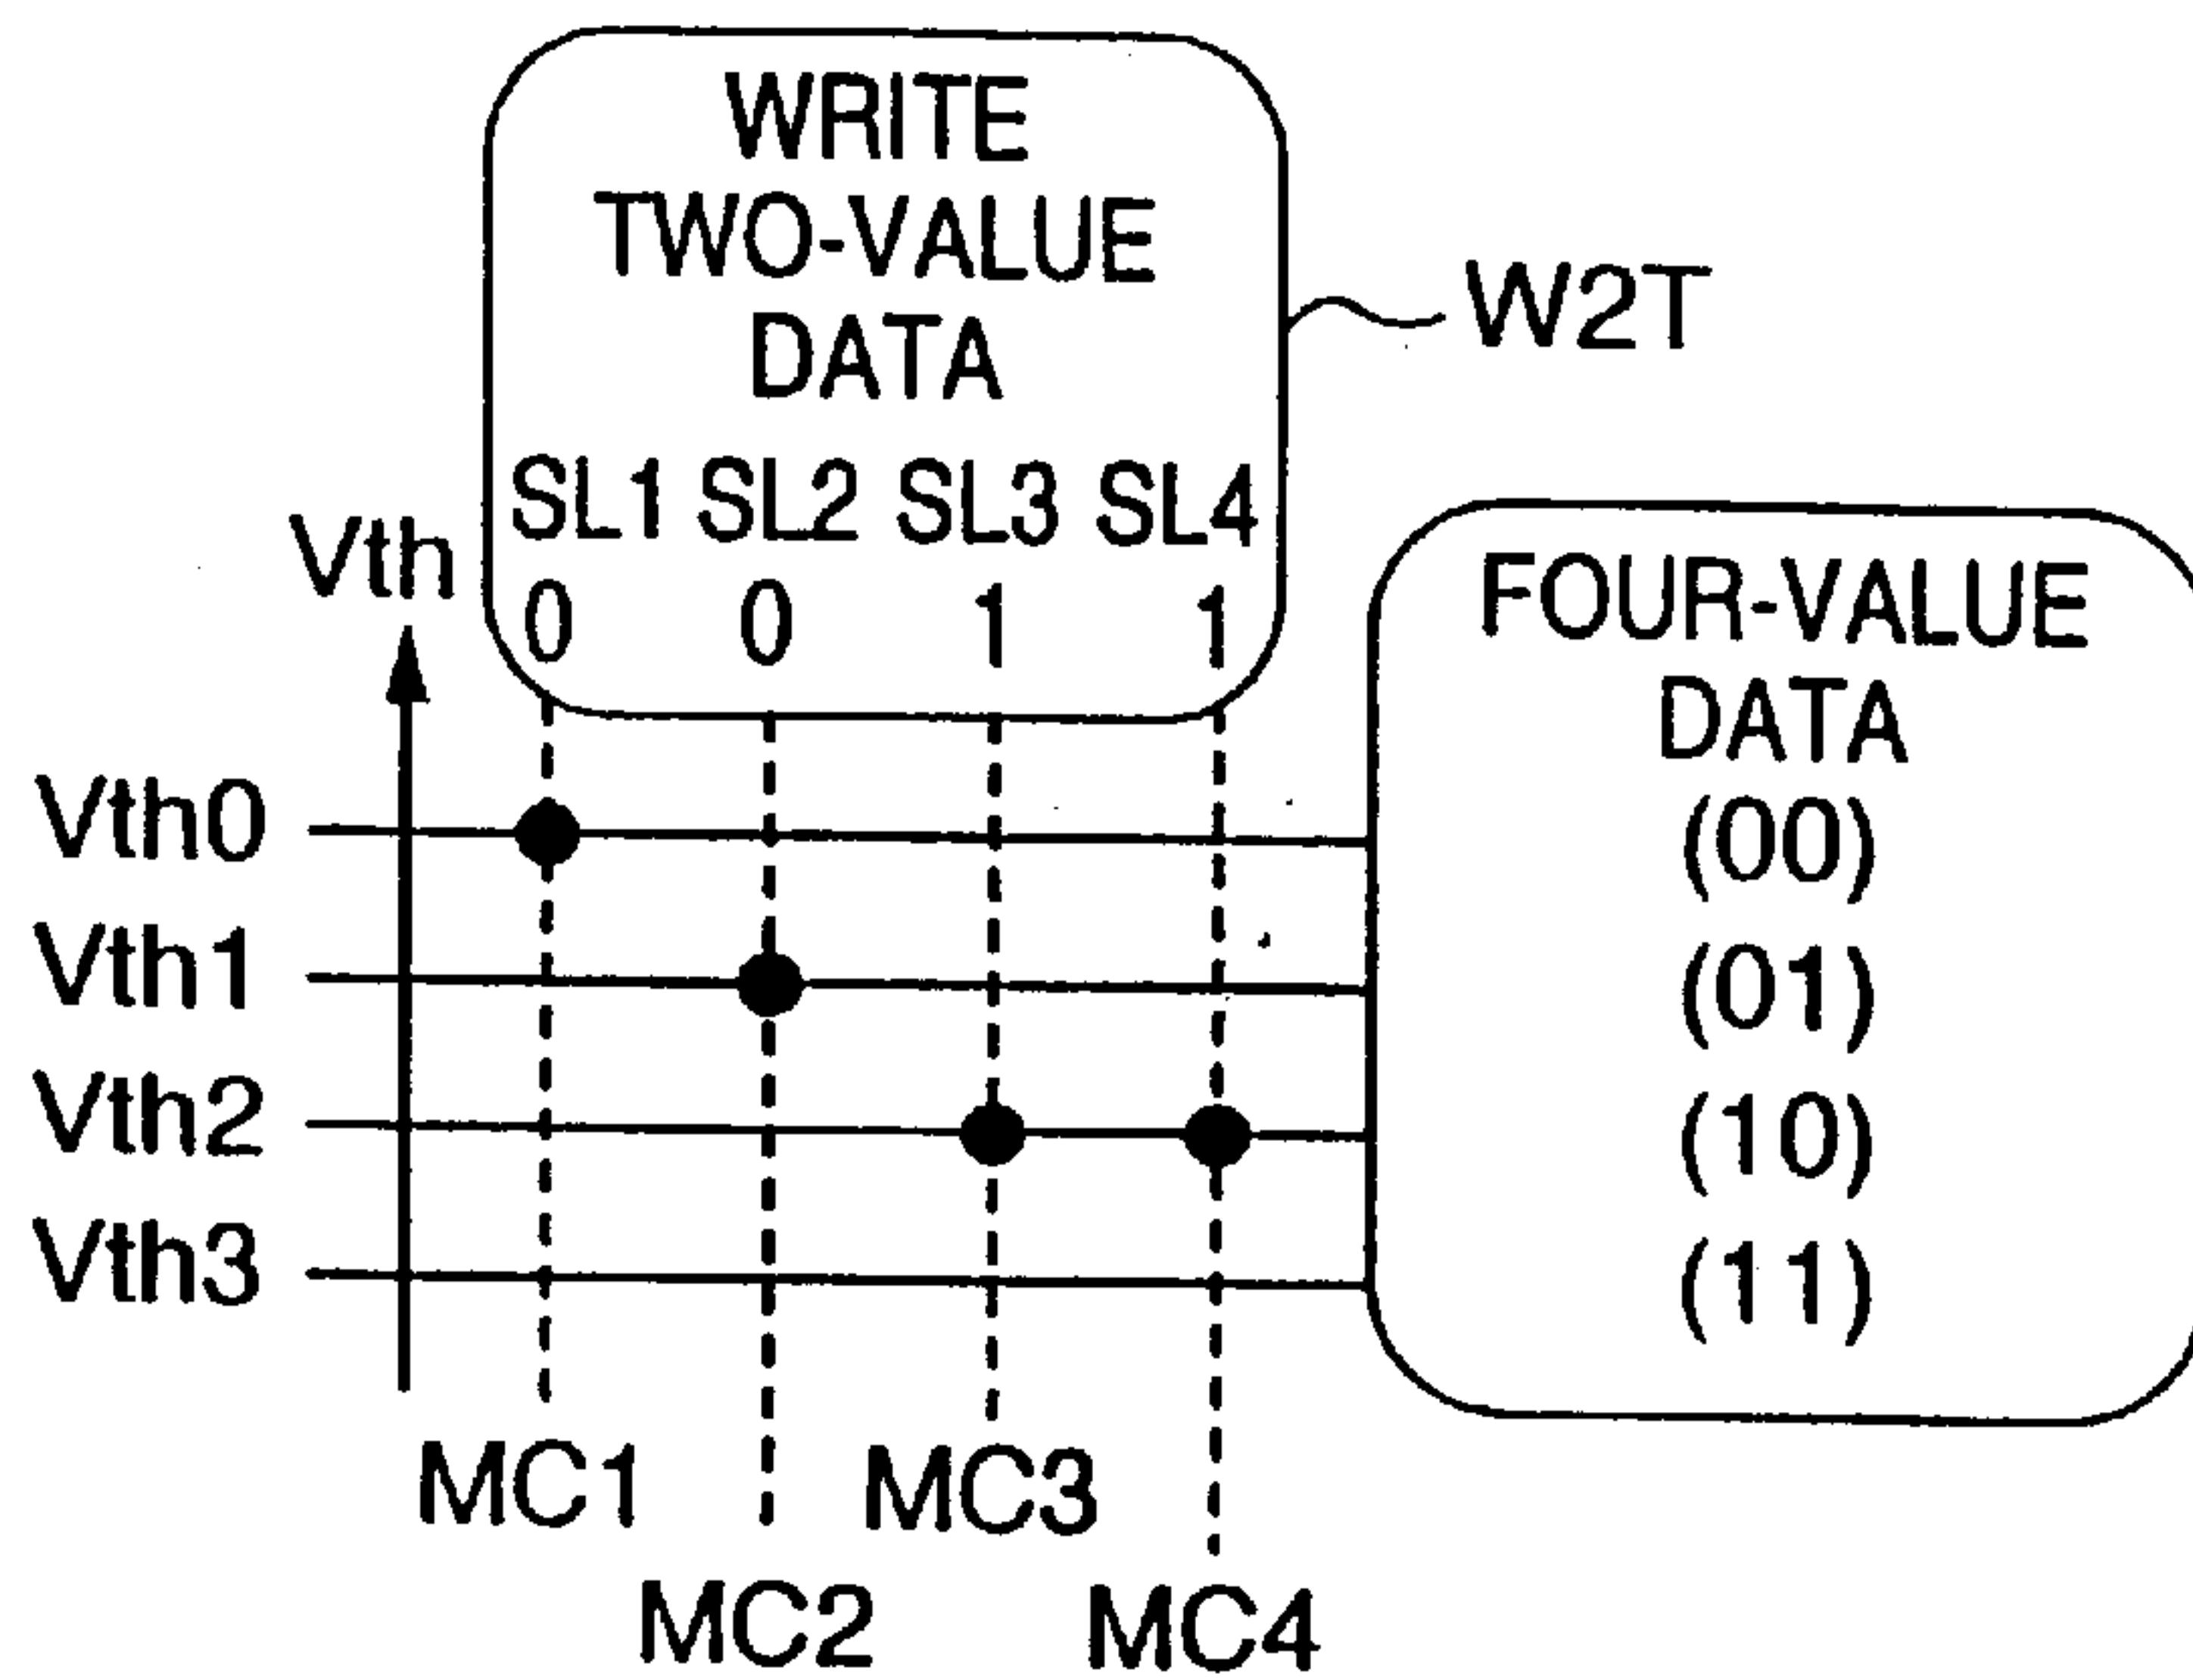 WRITE
TWO-VALUE
DATA
W2T
SL1 SL2 SL3 SL4
0 0 1 1
Vth
FOUR-VALUE
DATA
Vth0 (00)
Vth1 (01)
Vth2 (10)
Vth3 (11)
MC1 MC3
MC2 MC4